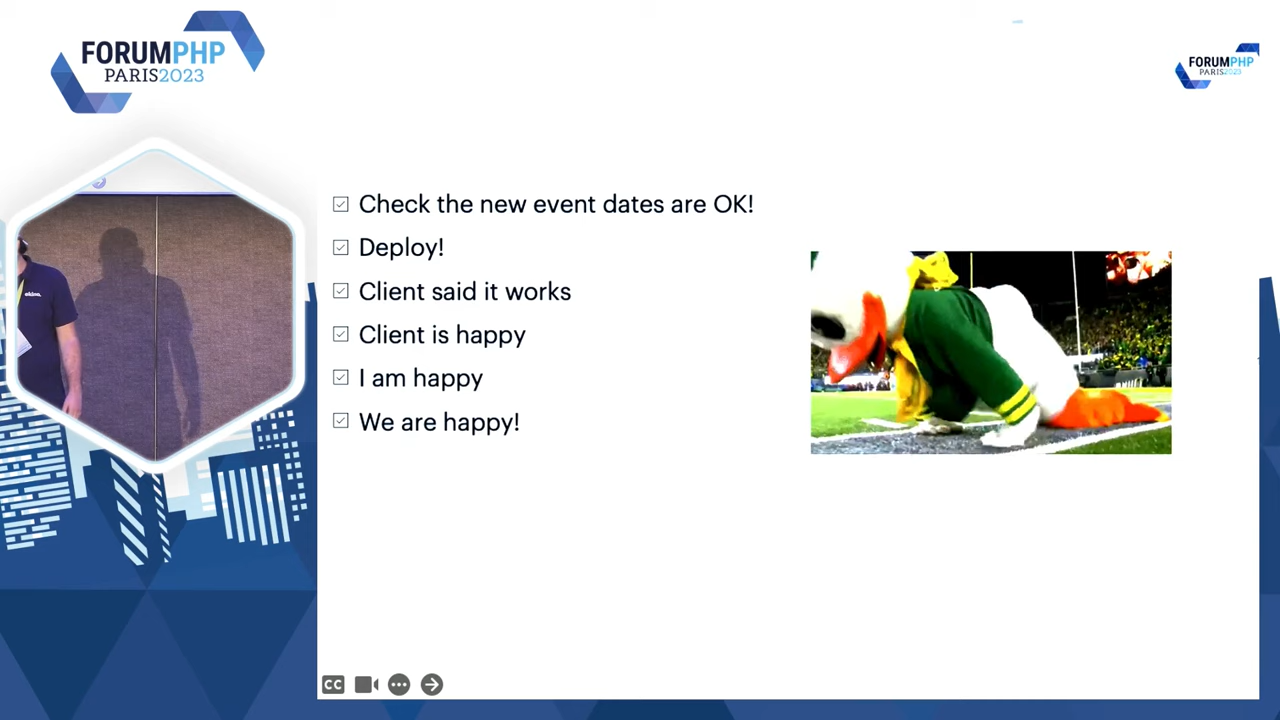 FORUMPHP
PARIS2023
FORUMPHP
PARIS2023
Check the new event dates are OK!
Deploy!
Client said it works
Client is happy
I am happy
We are happy!
CC